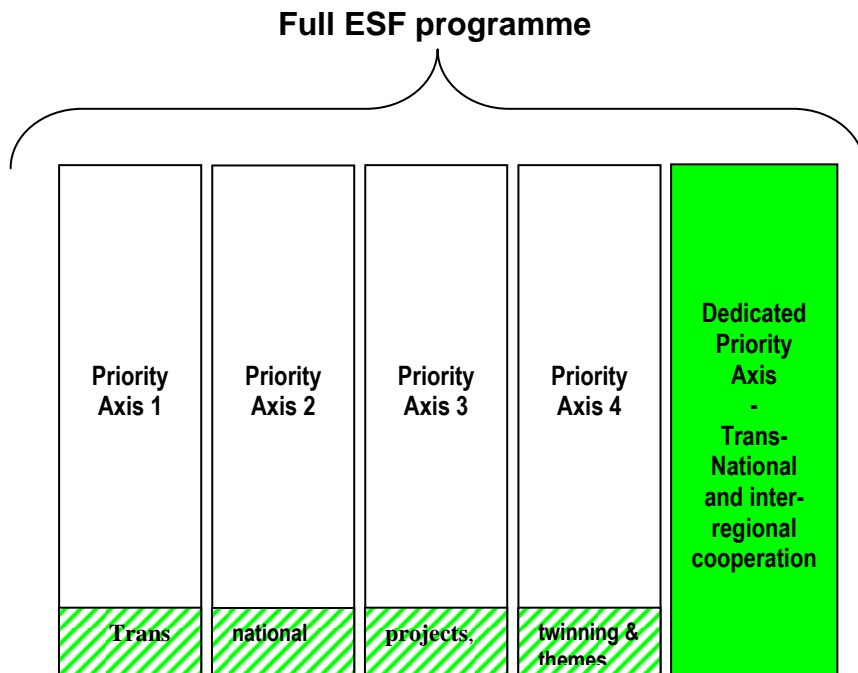 Full ESF programme
Priority
Axis 1
Priority
Axis 2
Priority
Axis 3
Priority
Axis 4
Dedicated
Priority
Axis
-
Trans-
National
and inter-
regional
cooperation
Trans
national
projects,
twinning &
themes